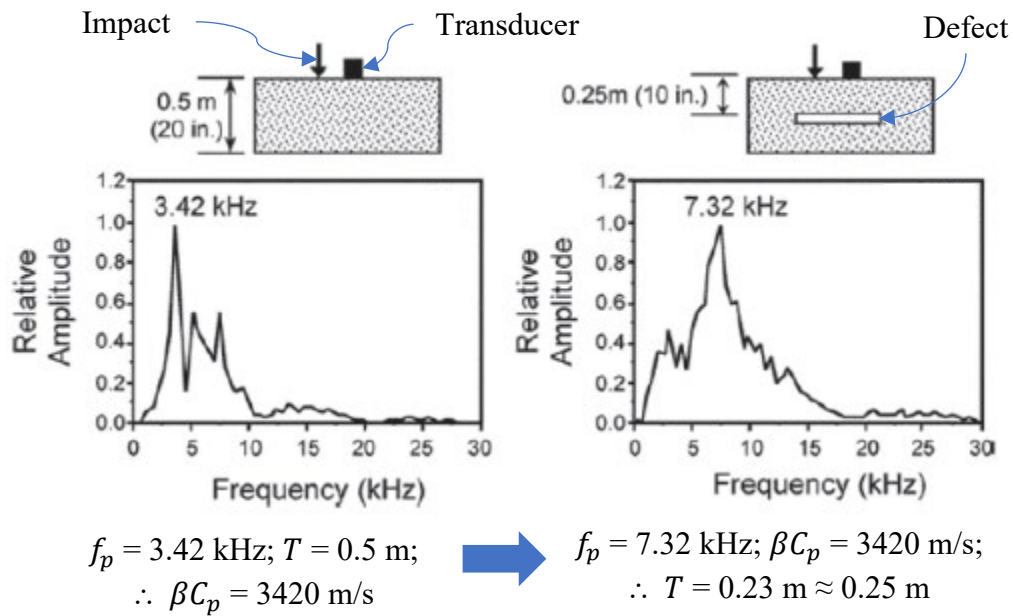 Impact
Transducer
0.5 m
(20 in.)
Defect
0.25m (10 in.)
3.42 kHz
Relative
Amplitude
1.2
1.0
0.8
0.6
0.4
0.2
0.0
0 5 10 15 20 25 30
Frequency (kHz)
7.32 kHz
Relative
Amplitude
1.2
1.0
0.8
0.6
0.4
0.2
0.0
0 5 10 15 20 25 30
Frequency (kHz)
fₚ = 3.42 kHz; T = 0.5 m;
∴ βCₚ = 3420 m/s
fₚ = 7.32 kHz; βCₚ = 3420 m/s;
∴ T = 0.23 m ≈ 0.25 m